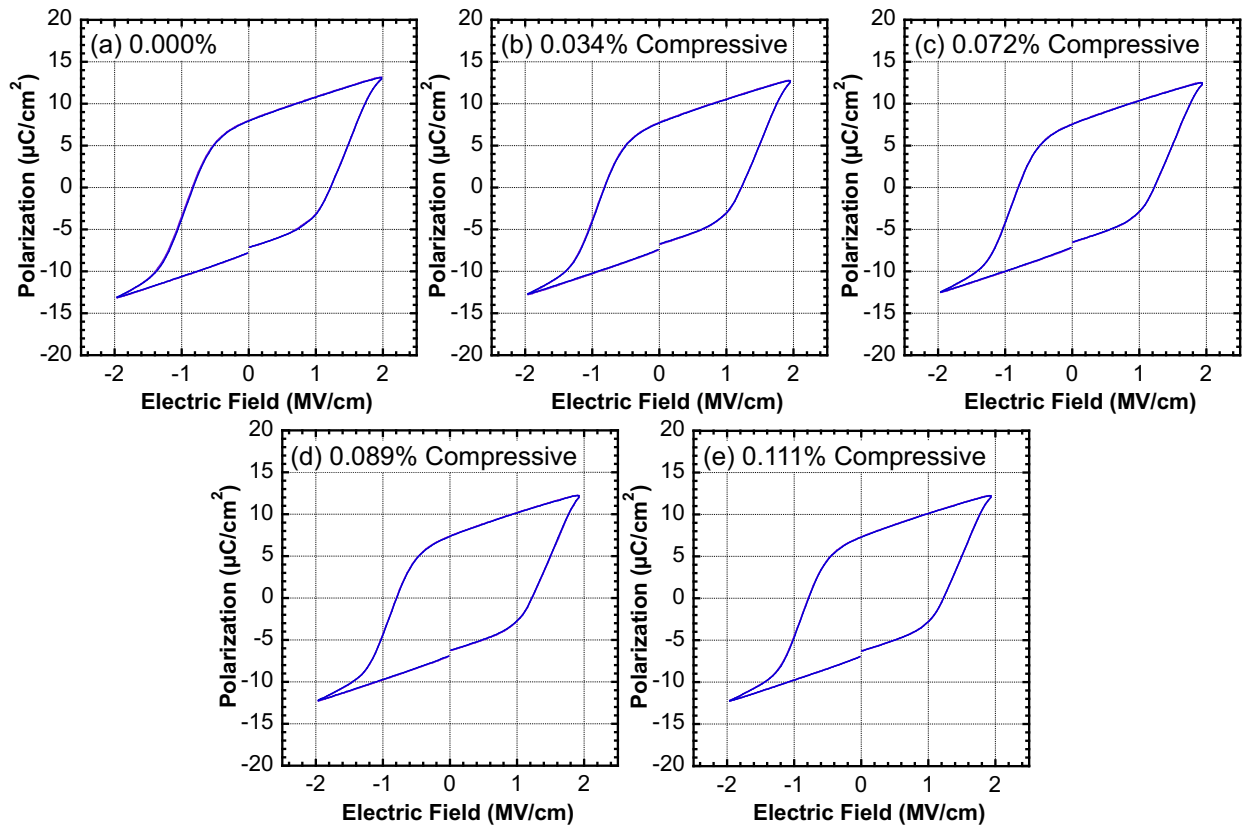 (a) 0.000%
20
15
10
5
0
-5
-10
-15
-20
Polarization (µC/cm²)
-2 -1 0 1 2
Electric Field (MV/cm)
(b) 0.034% Compressive
20
15
10
5
0
-5
-10
-15
-20
Polarization (µC/cm²)
-2 -1 0 1 2
Electric Field (MV/cm)
(c) 0.072% Compressive
20
15
10
5
0
-5
-10
-15
-20
Polarization (µC/cm²)
-2 -1 0 1 2
Electric Field (MV/cm)
(d) 0.089% Compressive
20
15
10
5
0
-5
-10
-15
-20
Polarization (µC/cm²)
-2 -1 0 1 2
Electric Field (MV/cm)
(e) 0.111% Compressive
20
15
10
5
0
-5
-10
-15
-20
Polarization (µC/cm²)
-2 -1 0 1 2
Electric Field (MV/cm)